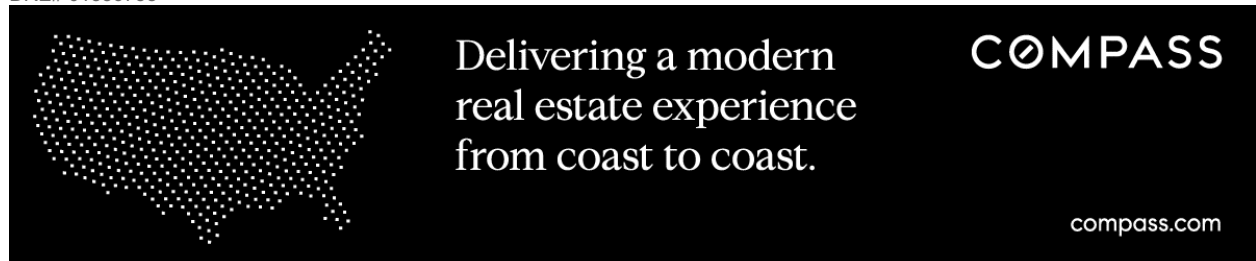 Delivering a modern
real estate experience
from coast to coast.
COMPASS
compass.com